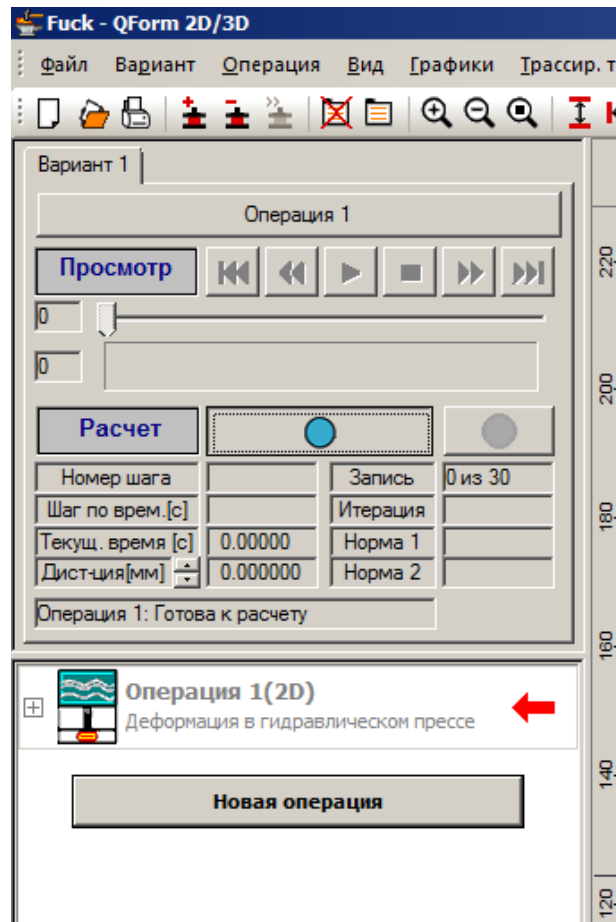 Fuck - QForm 2D/3D
Файл Вариант Операция Вид Графики Трассир. т
Вариант 1
Операция 1
Просмотр
0
0
Расчет
Номер шага Запись 0 из 30
Шаг по врем.[с] Итерация
Текущ. время [с] 0.00000 Норма 1
Дист-ция[мм] 0.000000 Норма 2
Операция 1: Готова к расчету
Операция 1(2D)
Деформация в гидравлическом прессе
Новая операция
220
200
180
160
140
120